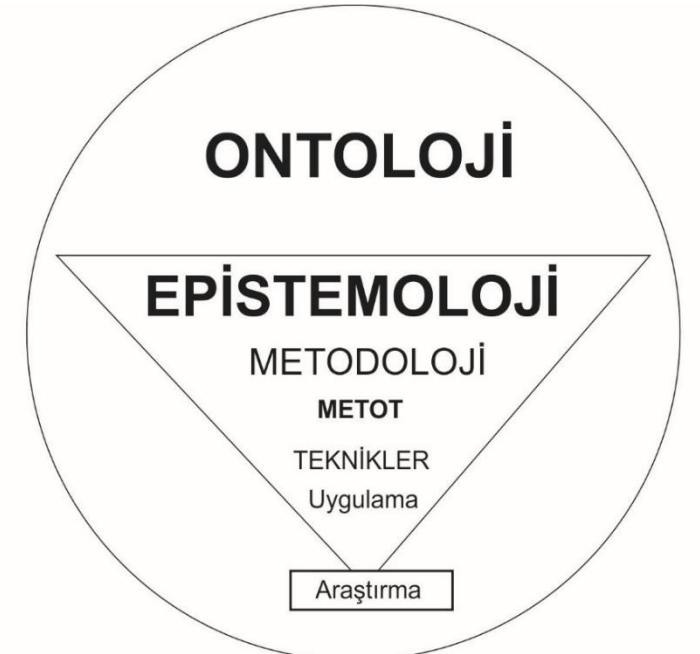 ONTOLOJİ
EPİSTEMOLOJİ
METODOLOJİ
METOT
TEKNİKLER
Uygulama
Araştırma